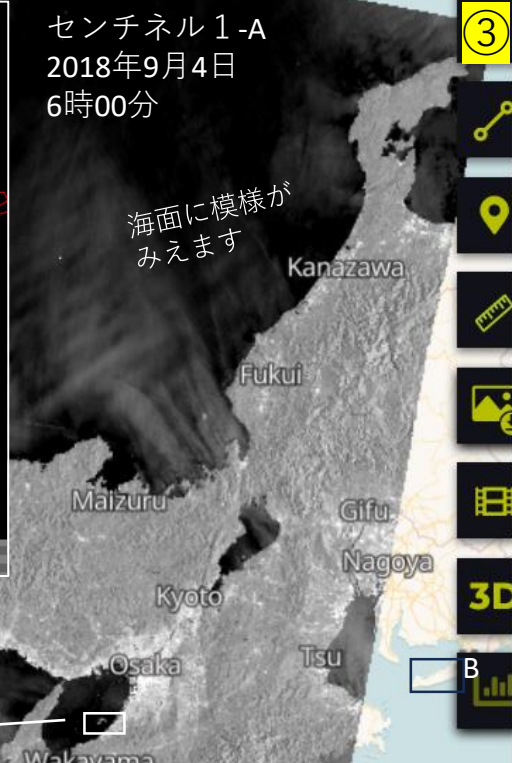 センチネル１-A
2018年9月4日
6時00分
③
海面に模様が
みえます
Kanazawa
Fukui
Maizuru
Gifu
Nagoya
Kyoto
3D
Osaka
Tsu
B
Wakayama